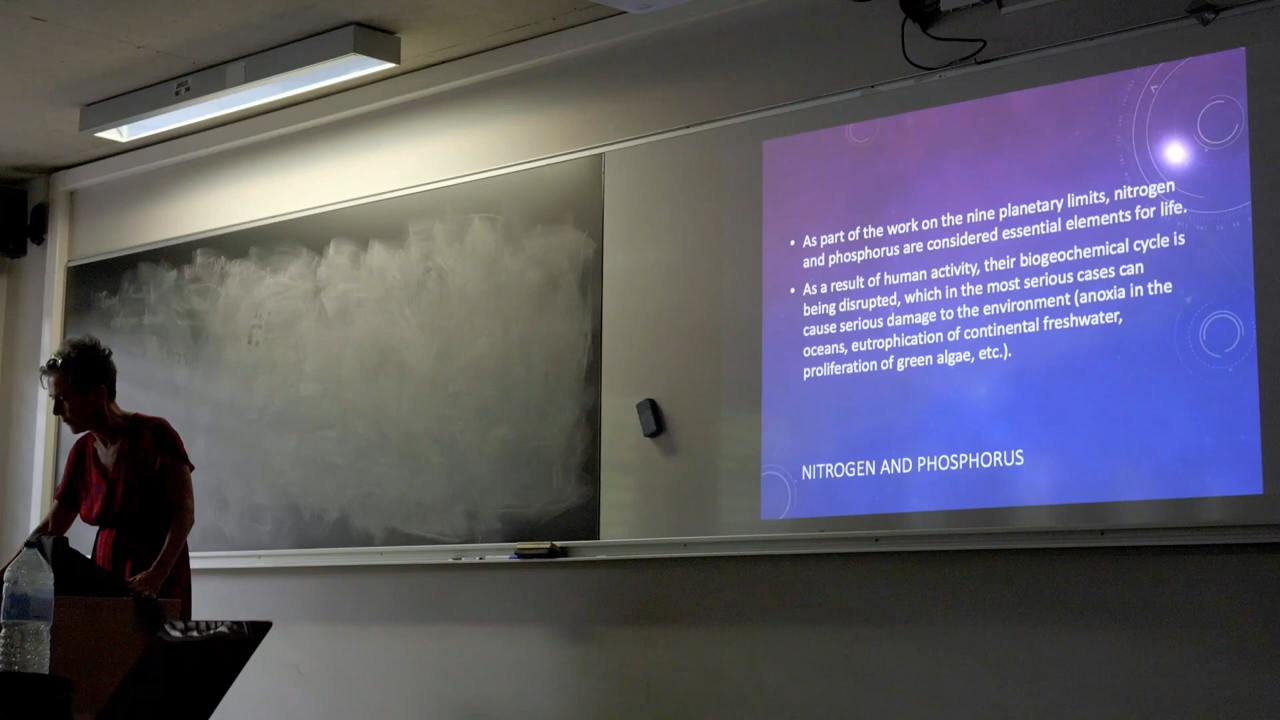 • As part of the work on the nine planetary limits, nitrogen
and phosphorus are considered essential elements for life.
• As a result of human activity, their biogeochemical cycle is
being disrupted, which in the most serious cases can
cause serious damage to the environment (anoxia in the
oceans, eutrophication of continental freshwater,
proliferation of green algae, etc.).
NITROGEN AND PHOSPHORUS